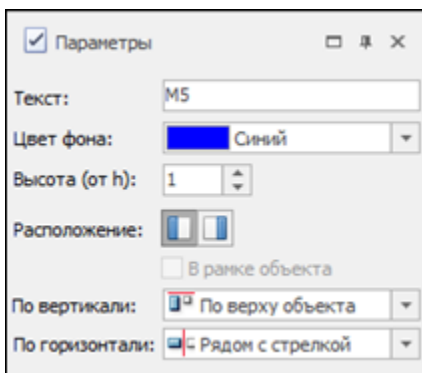 Параметры
Текст: M5
Цвет фона: Синий
Высота (от h): 1
Расположение:
В рамке объекта
По вертикали: По верху объекта
По горизонтали: Рядом с стрелкой